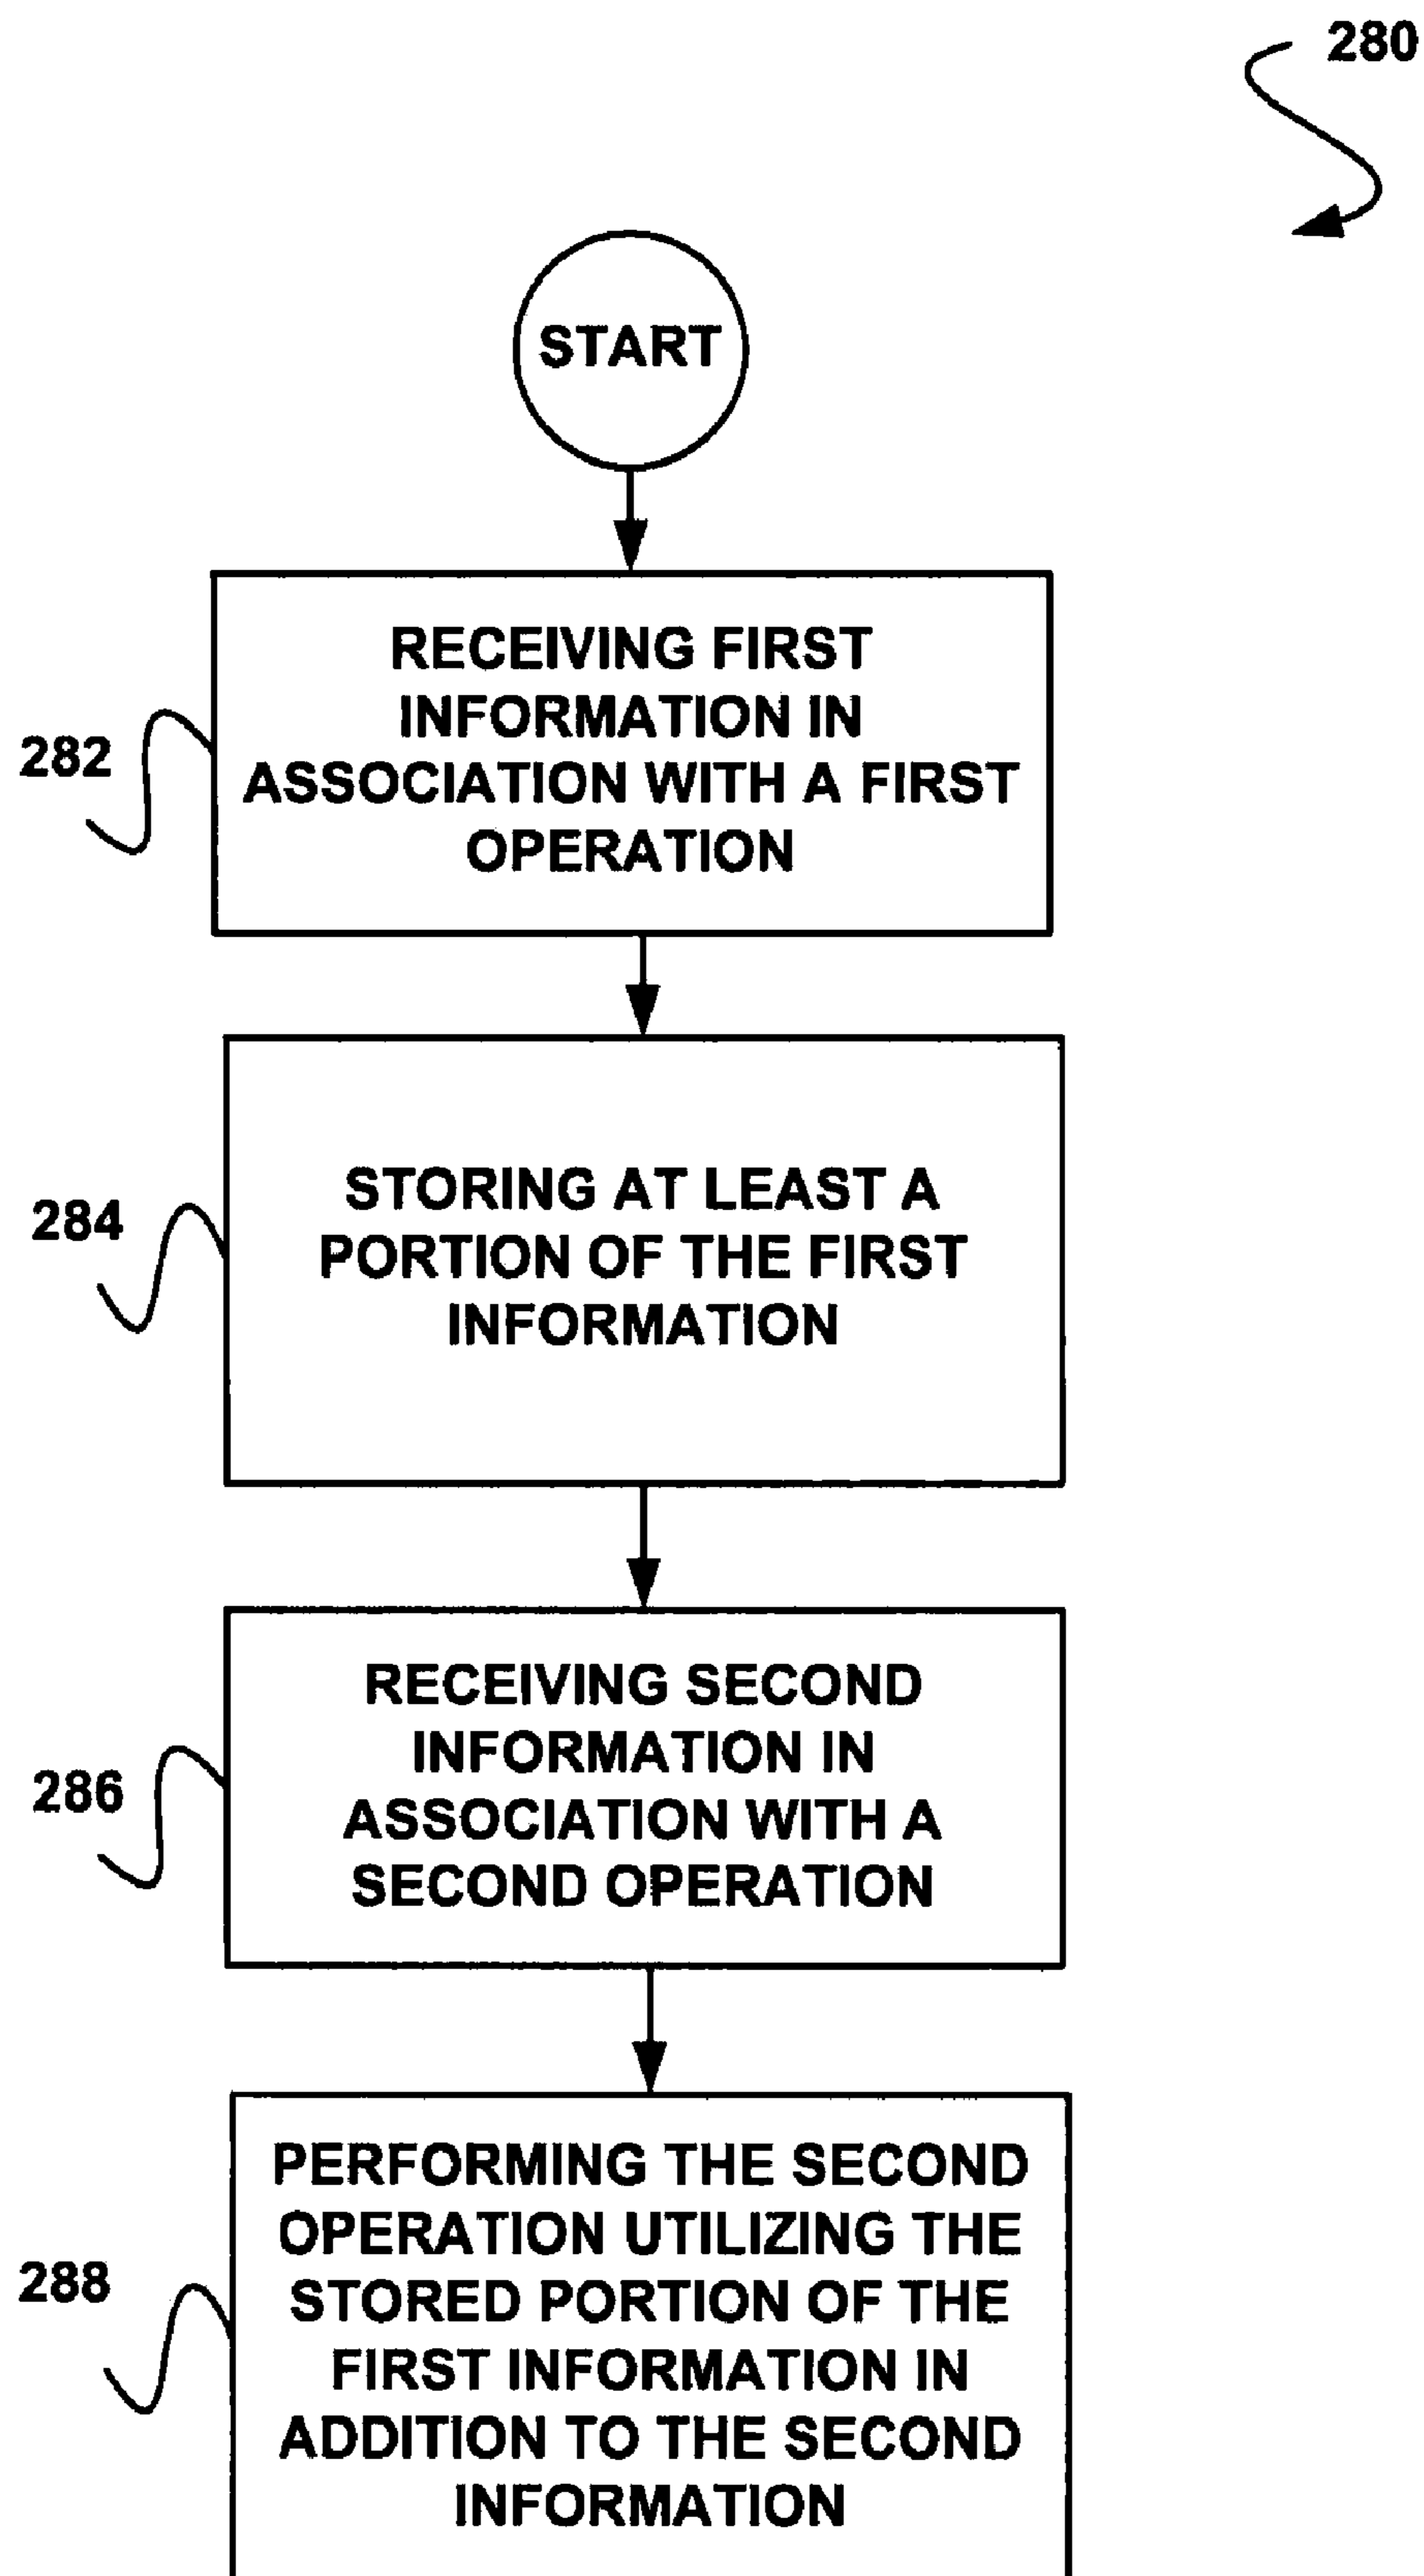 280
START
RECEIVING FIRST
INFORMATION IN
ASSOCIATION WITH A FIRST
OPERATION
282
STORING AT LEAST A
PORTION OF THE FIRST
INFORMATION
284
RECEIVING SECOND
INFORMATION IN
ASSOCIATION WITH A
SECOND OPERATION
286
PERFORMING THE SECOND
OPERATION UTILIZING THE
STORED PORTION OF THE
FIRST INFORMATION IN
ADDITION TO THE SECOND
INFORMATION
288